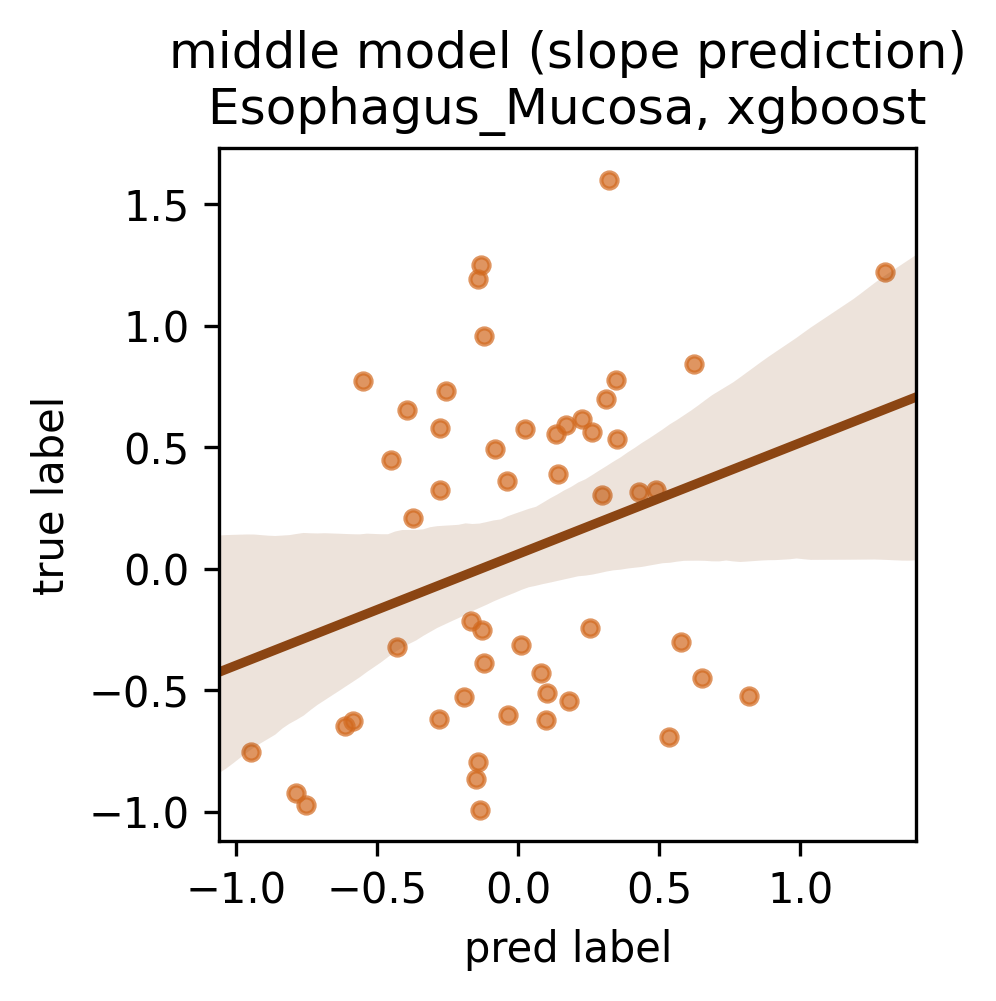 middle model (slope prediction)
Esophagus_Mucosa, xgboost
1.5
1.0
0.5
0.0
−0.5
−1.0
true label
−1.0 −0.5 0.0 0.5 1.0
pred label